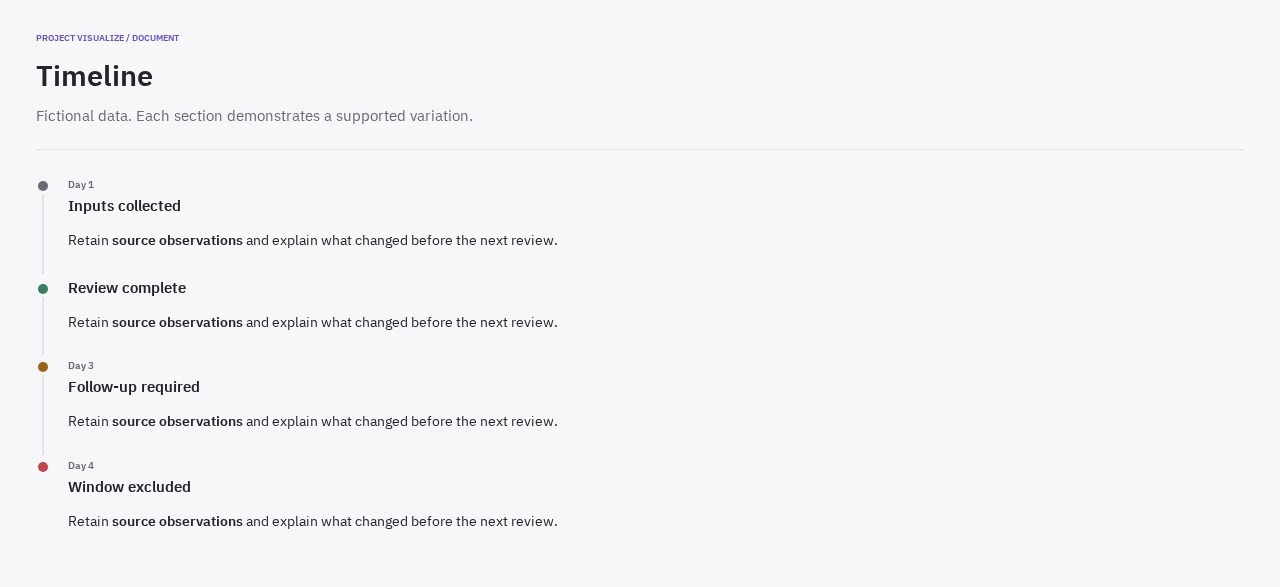 PROJECT VISUALIZE / DOCUMENT
Timeline
Fictional data. Each section demonstrates a supported variation.
Day 1
Inputs collected
Retain source observations and explain what changed before the next review.
Review complete
Retain source observations and explain what changed before the next review.
Day 3
Follow-up required
Retain source observations and explain what changed before the next review.
Day 4
Window excluded
Retain source observations and explain what changed before the next review.